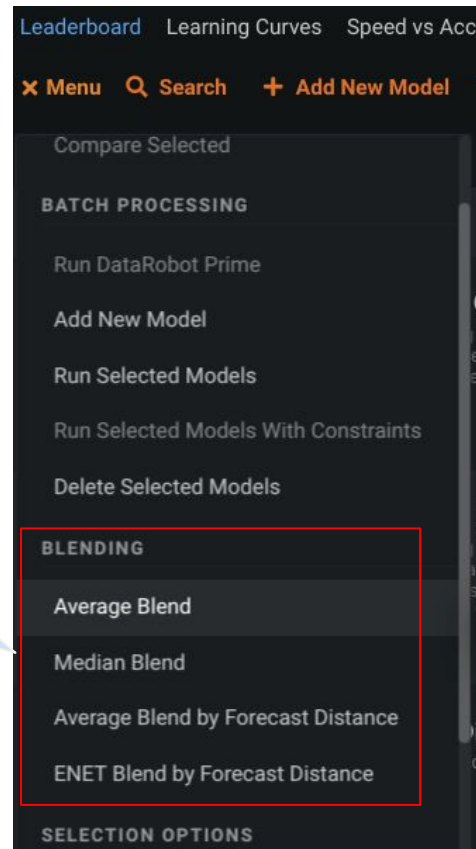 Leaderboard Learning Curves Speed vs Acc
Menu Search + Add New Model
Compare Selected
BATCH PROCESSING
Run DataRobot Prime
Add New Model
Run Selected Models
Run Selected Models With Constraints
Delete Selected Models
BLENDING
Average Blend
Median Blend
Average Blend by Forecast Distance
ENET Blend by Forecast Distance
SELECTION OPTIONS